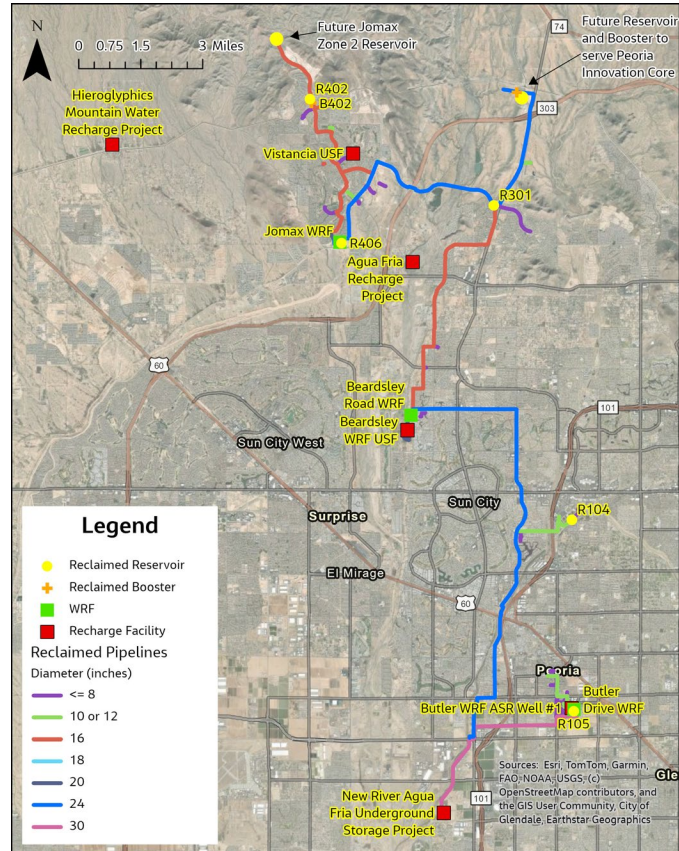 N
0 0.75 1.5 3 Miles
Future Jomax
Zone 2 Reservoir
74
Future Reservoir
and Booster to
serve Peoria
Innovation Core
303
Hieroglyphics
Mountain Water
Recharge Project
R402
B402
Vistancia USF
R301
Jomax WRF
R406
Agua Fria
Recharge
Project
60
Beardsley
Road WRF
Beardsley
WRF USF
101
Sun City West
Sun City
R104
Surprise
El Mirage
60
Peoria
Butler
Drive WRF
Butler WRF ASR Well #1
R105
New River Agua
Fria Underground
Storage Project
101
Gle
Legend
Reclaimed Reservoir
Reclaimed Booster
WRF
Recharge Facility
Reclaimed Pipelines
Diameter (inches)
<= 8
10 or 12
16
18
20
24
30
Sources: Esri, TomTom, Garmin,
FAO, NOAA, USGS, (c)
OpenStreetMap contributors, and
the GIS User Community, City of
Glendale, Earthstar Geographics